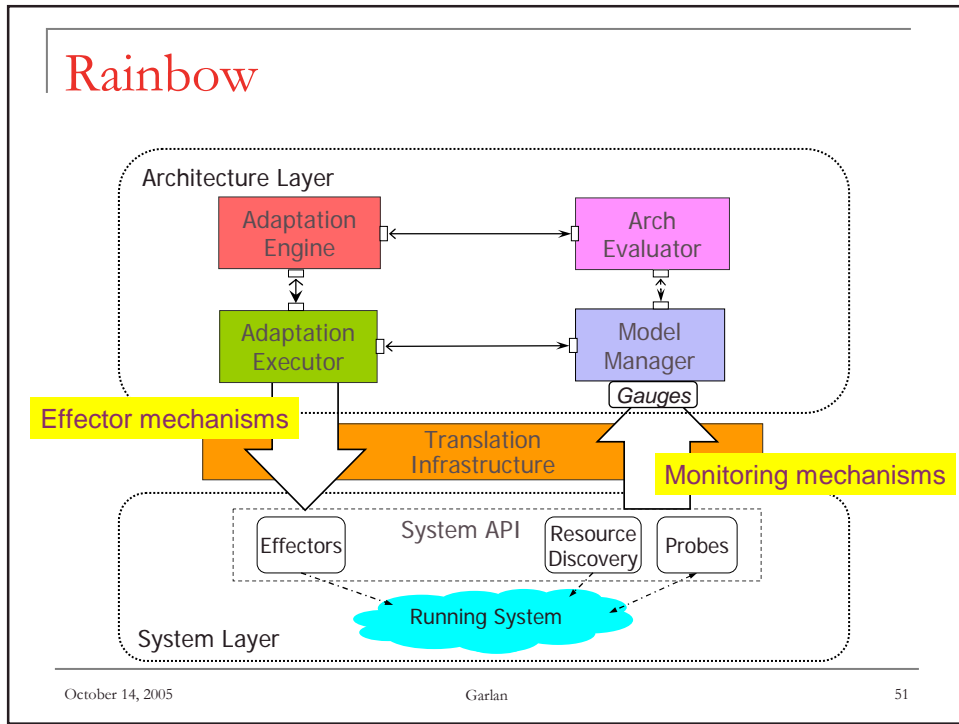 Rainbow
Architecture Layer
Adaptation
Engine
Arch
Evaluator
Adaptation
Executor
Model
Manager
Gauges
Effector mechanisms
Translation
Infrastructure
Monitoring mechanisms
System API
Effectors
Resource
Discovery
Probes
Running System
System Layer
October 14, 2005
Garlan
51